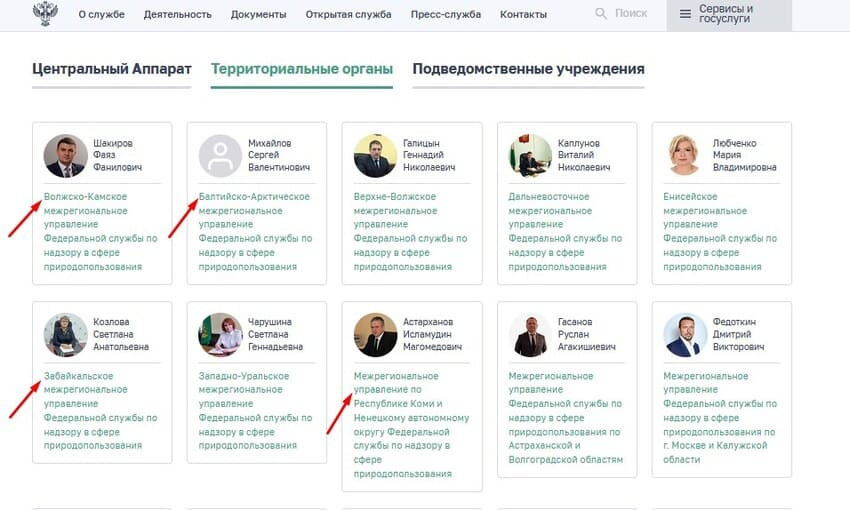 О службе Деятельность Документы Открытая служба Пресс-служба Контакты Поиск Сервисы и
госуслуги
Центральный Аппарат Территориальные органы Подведомственные учреждения
Шакиров
Фаяз
Фанилович
Волжско-Камское
межрегиональное
управление
Федеральной службы по
надзору в сфере
природопользования
Михайлов
Сергей
Валентинович
Балтийско-Арктическое
межрегиональное
управление
Федеральной службы по
надзору в сфере
природопользования
Галицын
Геннадий
Николаевич
Верхне-Волжское
межрегиональное
управление
Федеральной службы по
надзору в сфере
природопользования
Каплунов
Виталий
Николаевич
Дальневосточное
межрегиональное
управление
Федеральной службы по
надзору в сфере
природопользования
Любченко
Мария
Владимировна
Енисейское
межрегиональное
управление
Федеральной службы по
надзору в сфере
природопользования
Козлова
Светлана
Анатольевна
Забайкальское
межрегиональное
управление
Федеральной службы по
надзору в сфере
природопользования
Чарушина
Светлана
Геннадьевна
Западно-Уральское
межрегиональное
управление
Федеральной службы по
надзору в сфере
природопользования
Астарханов
Исламудин
Магомедович
Межрегиональное
управление по
Республике Коми и
Ненецкому автономному
округу Федеральной
службы по надзору в
сфере
природопользования
Гасанов
Руслан
Агакишиевич
Межрегиональное
управление
Федеральной службы по
надзору в сфере
природопользования по
Астраханской и
Волгоградской областям
Федоткин
Дмитрий
Викторович
Межрегиональное
управление
Федеральной службы по
надзору в сфере
природопользования по
г. Москве и Калужской
области